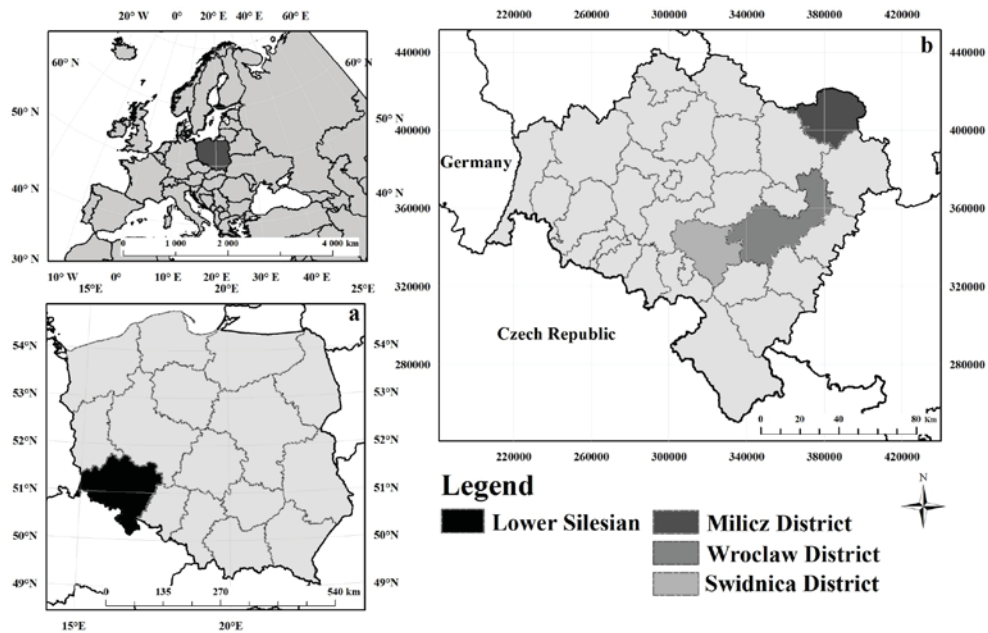 20° W 0° 20° E 40° E 60° E
60° N
50° N
40° N
30° N
60° N
50° N
40° N
0 1 000 2 000 4 000 km
10° W 0° 10° E 20° E 30° E
15°E 20°E 25°E
a
54°N
53°N
52°N
51°N
50°N
49°N
54°N
53°N
52°N
51°N
50°N
49°N
0 135 270 540 km
15°E 20°E
220000 260000 300000 340000 380000 420000
b
440000
400000
360000
320000
280000
440000
400000
360000
320000
280000
Germany
Czech Republic
0 20 40 80 Km
220000 260000 300000 340000 380000 420000
Legend
Lower Silesian
Milicz District
Wroclaw District
Swidnica District
N